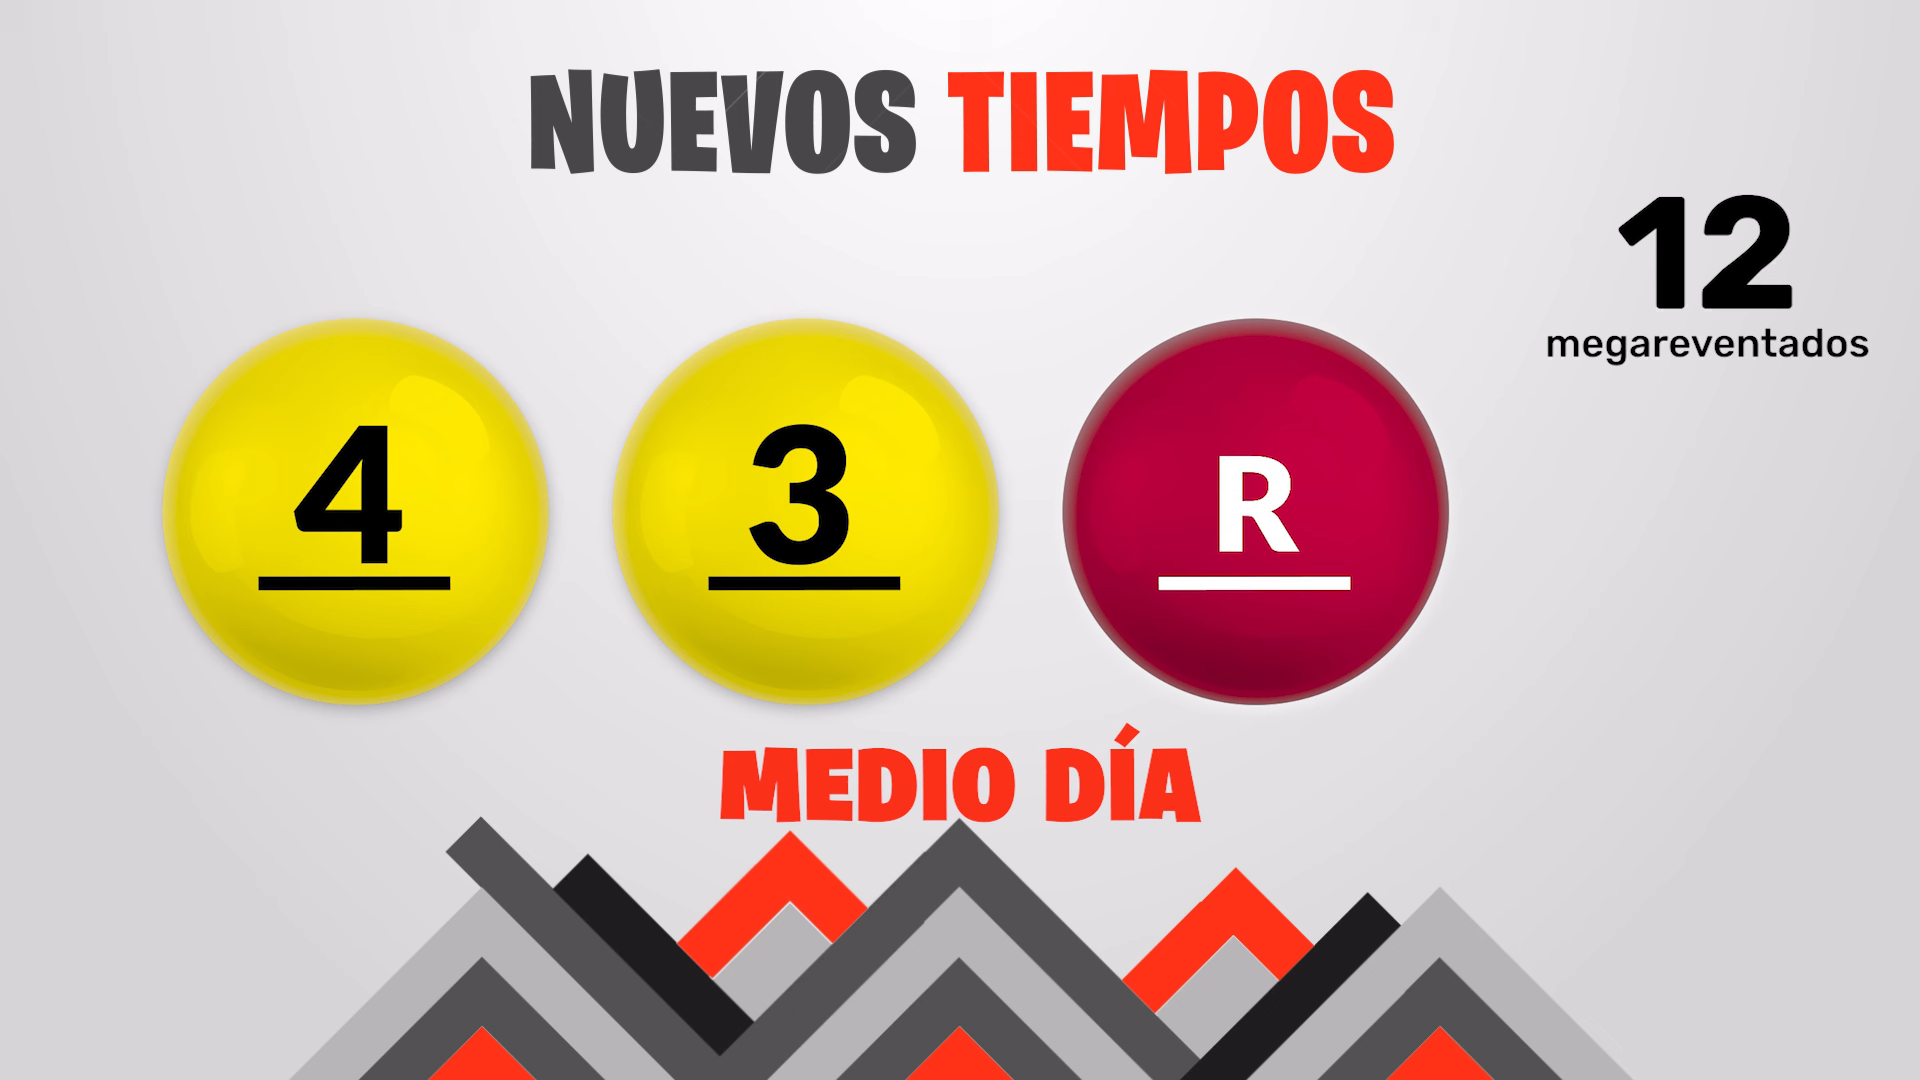 NUEVOS TIEMPOS
12
megareventados
4 3 R
MEDIO DÍA